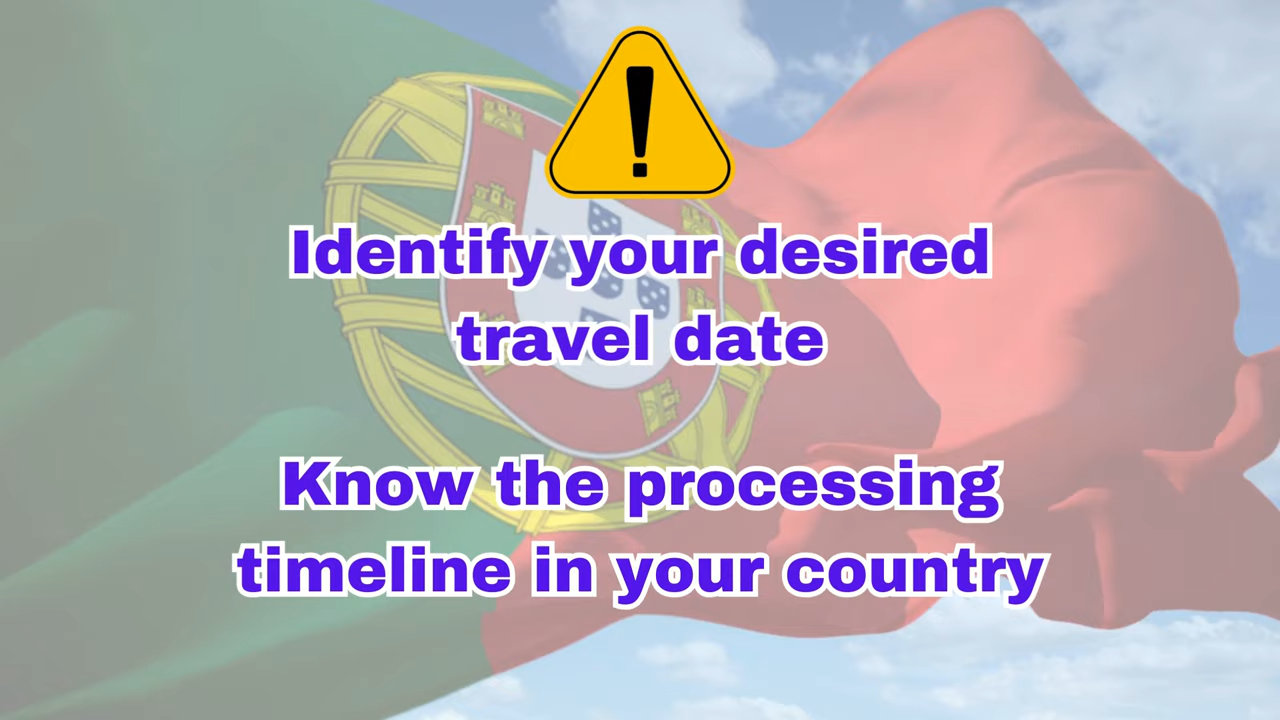 Identify your desired
travel date
Know the processing
timeline in your country